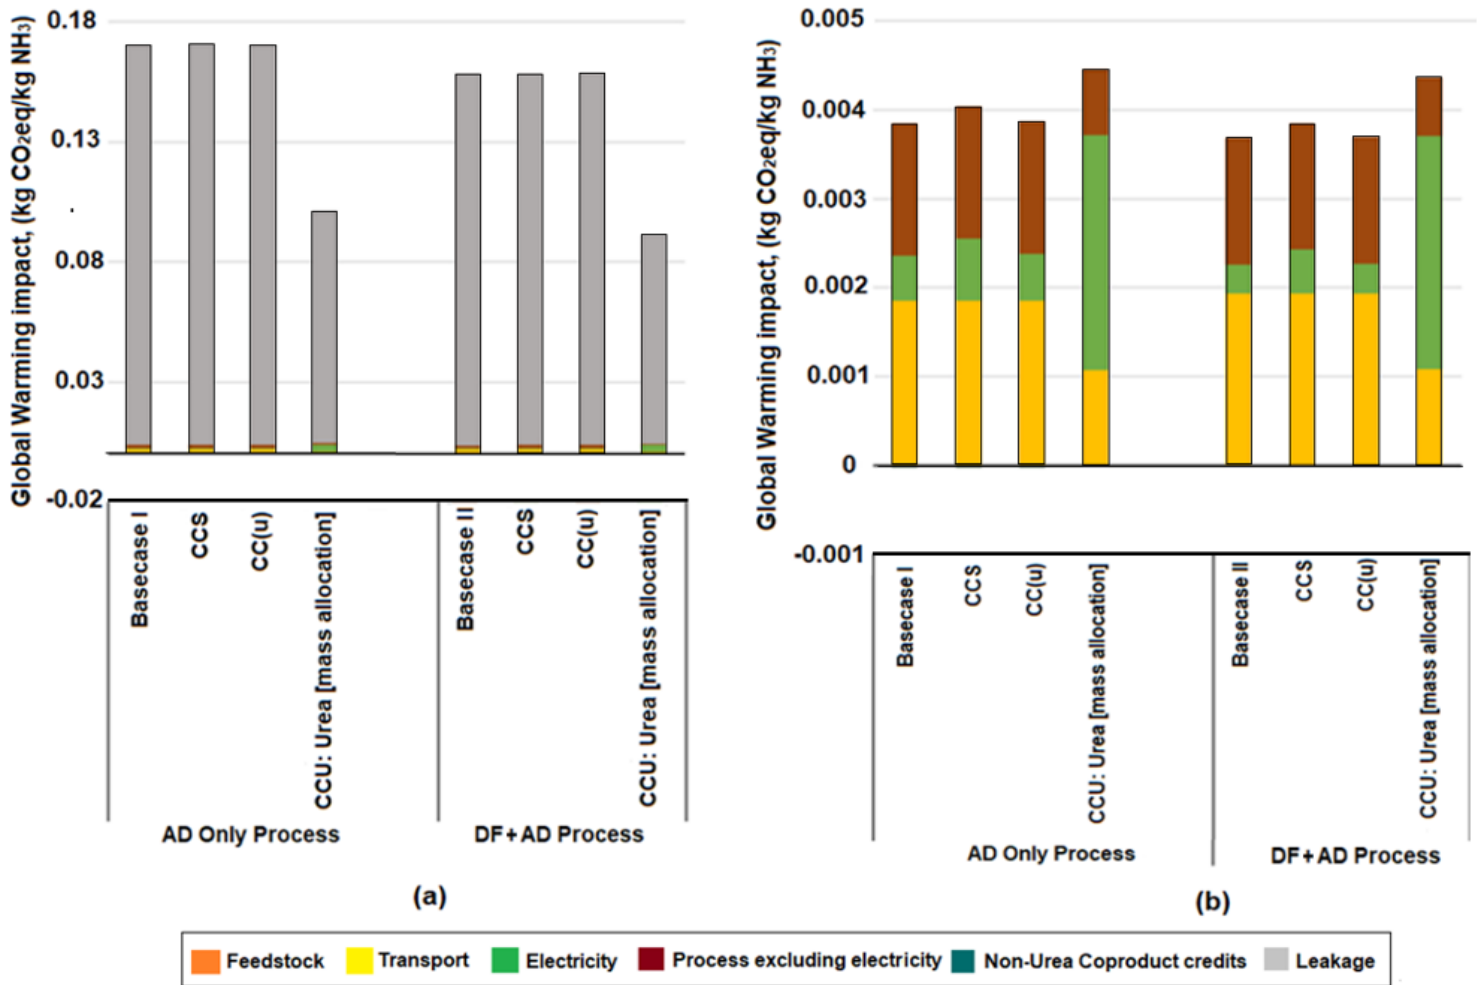 Global Warming impact, (kg CO₂eq/kg NH₃)
0.18
0.13
0.08
0.03
-0.02
Basecase I
CCS
CC(u)
CCU: Urea [mass allocation]
Basecase II
CCS
CC(u)
CCU: Urea [mass allocation]
AD Only Process
DF+AD Process
(a)
Global Warming impact, (kg CO₂eq/kg NH₃)
0.005
0.004
0.003
0.002
0.001
0
-0.001
Basecase I
CCS
CC(u)
CCU: Urea [mass allocation]
Basecase II
CCS
CC(u)
CCU: Urea [mass allocation]
AD Only Process
DF+AD Process
(b)
Feedstock Transport Electricity Process excluding electricity Non-Urea Coproduct credits Leakage